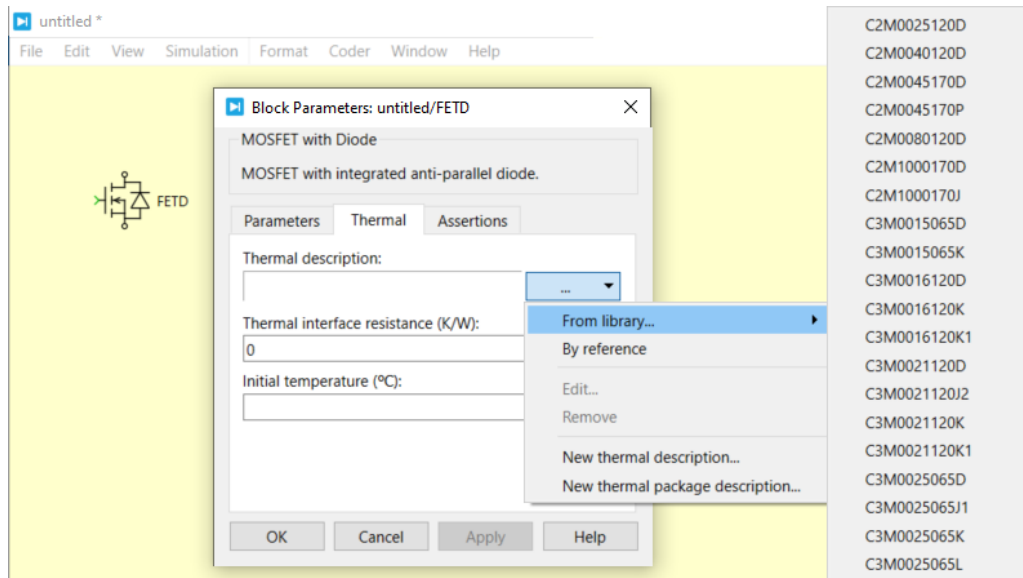 untitled *
File Edit View Simulation Format Coder Window Help
FETD
Block Parameters: untitled/FETD
MOSFET with Diode
MOSFET with integrated anti-parallel diode.
Parameters Thermal Assertions
Thermal description:
...
Thermal interface resistance (K/W):
0
Initial temperature (ºC):
OK Cancel Apply Help
From library...
By reference
Edit...
Remove
New thermal description...
New thermal package description...
C2M0025120D
C2M0040120D
C2M0045170D
C2M0045170P
C2M0080120D
C2M1000170D
C2M1000170J
C3M0015065D
C3M0015065K
C3M0016120D
C3M0016120K
C3M0016120K1
C3M0021120D
C3M0021120J2
C3M0021120K
C3M0021120K1
C3M0025065D
C3M0025065J1
C3M0025065K
C3M0025065L